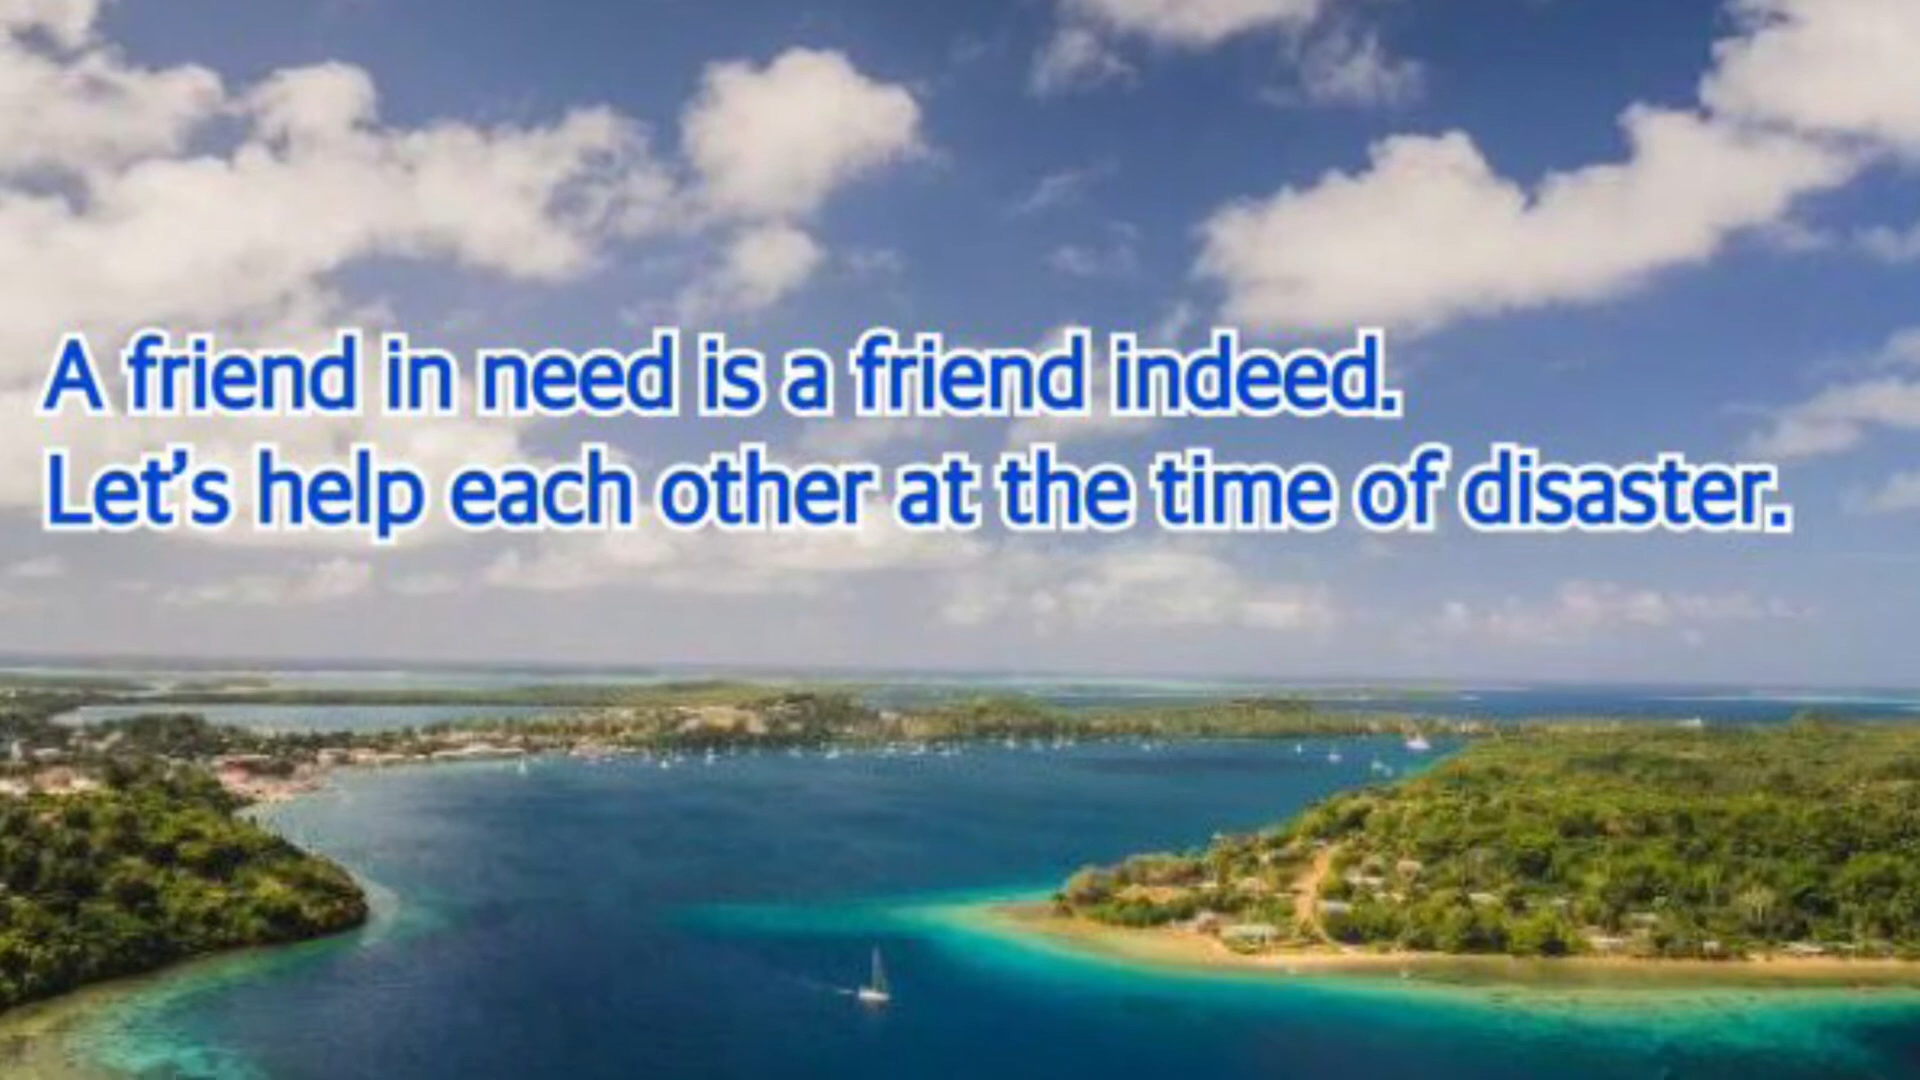 A friend in need is a friend indeed.
Let’s help each other at the time of disaster.